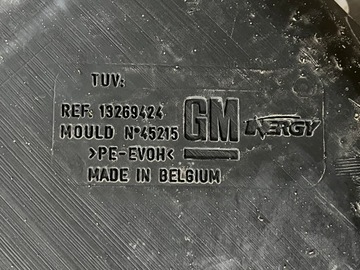 TUV:
REF. 13269424
MOULD N°45215
GM
INERGY
>PE-EVOH<
MADE IN BELGIUM